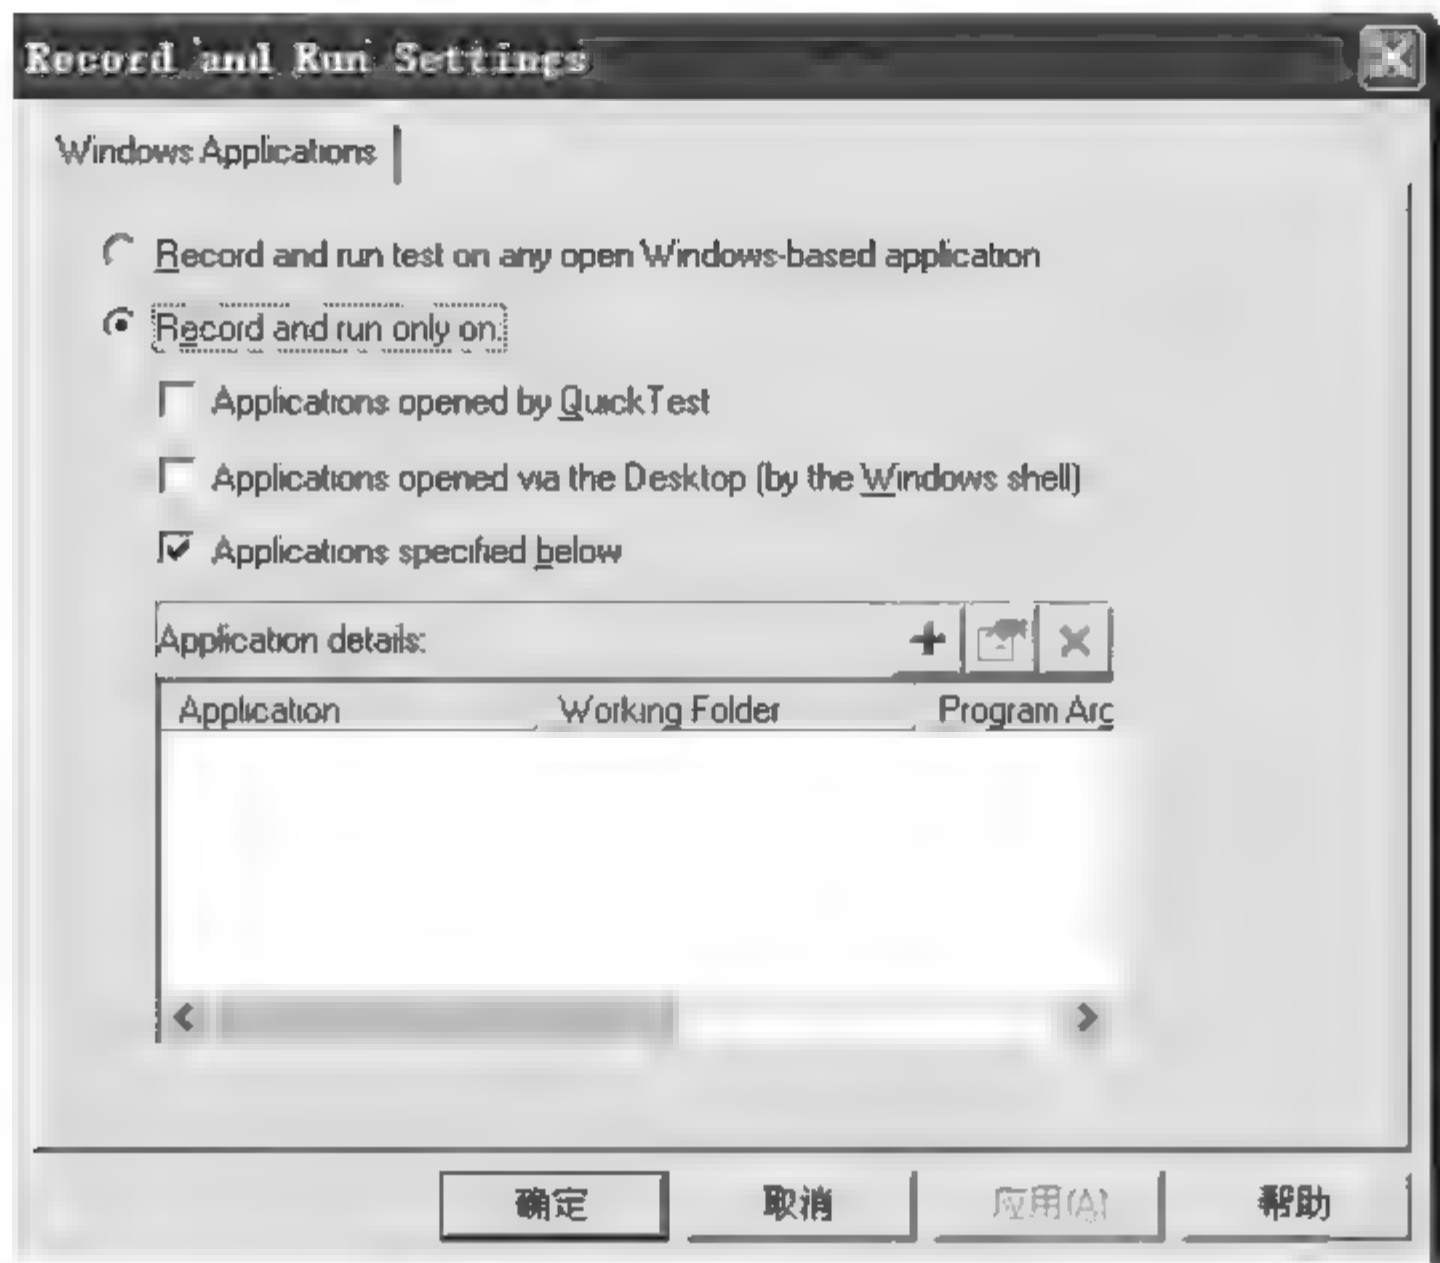 Record and Run Settings
Windows Applications
Record and run test on any open Windows-based application
Record and run only on:
Applications opened by QuickTest
Applications opened via the Desktop (by the Windows shell)
Applications specified below
Application details:
Application Working Folder Program Arg
确定 取消 应用(A) 帮助